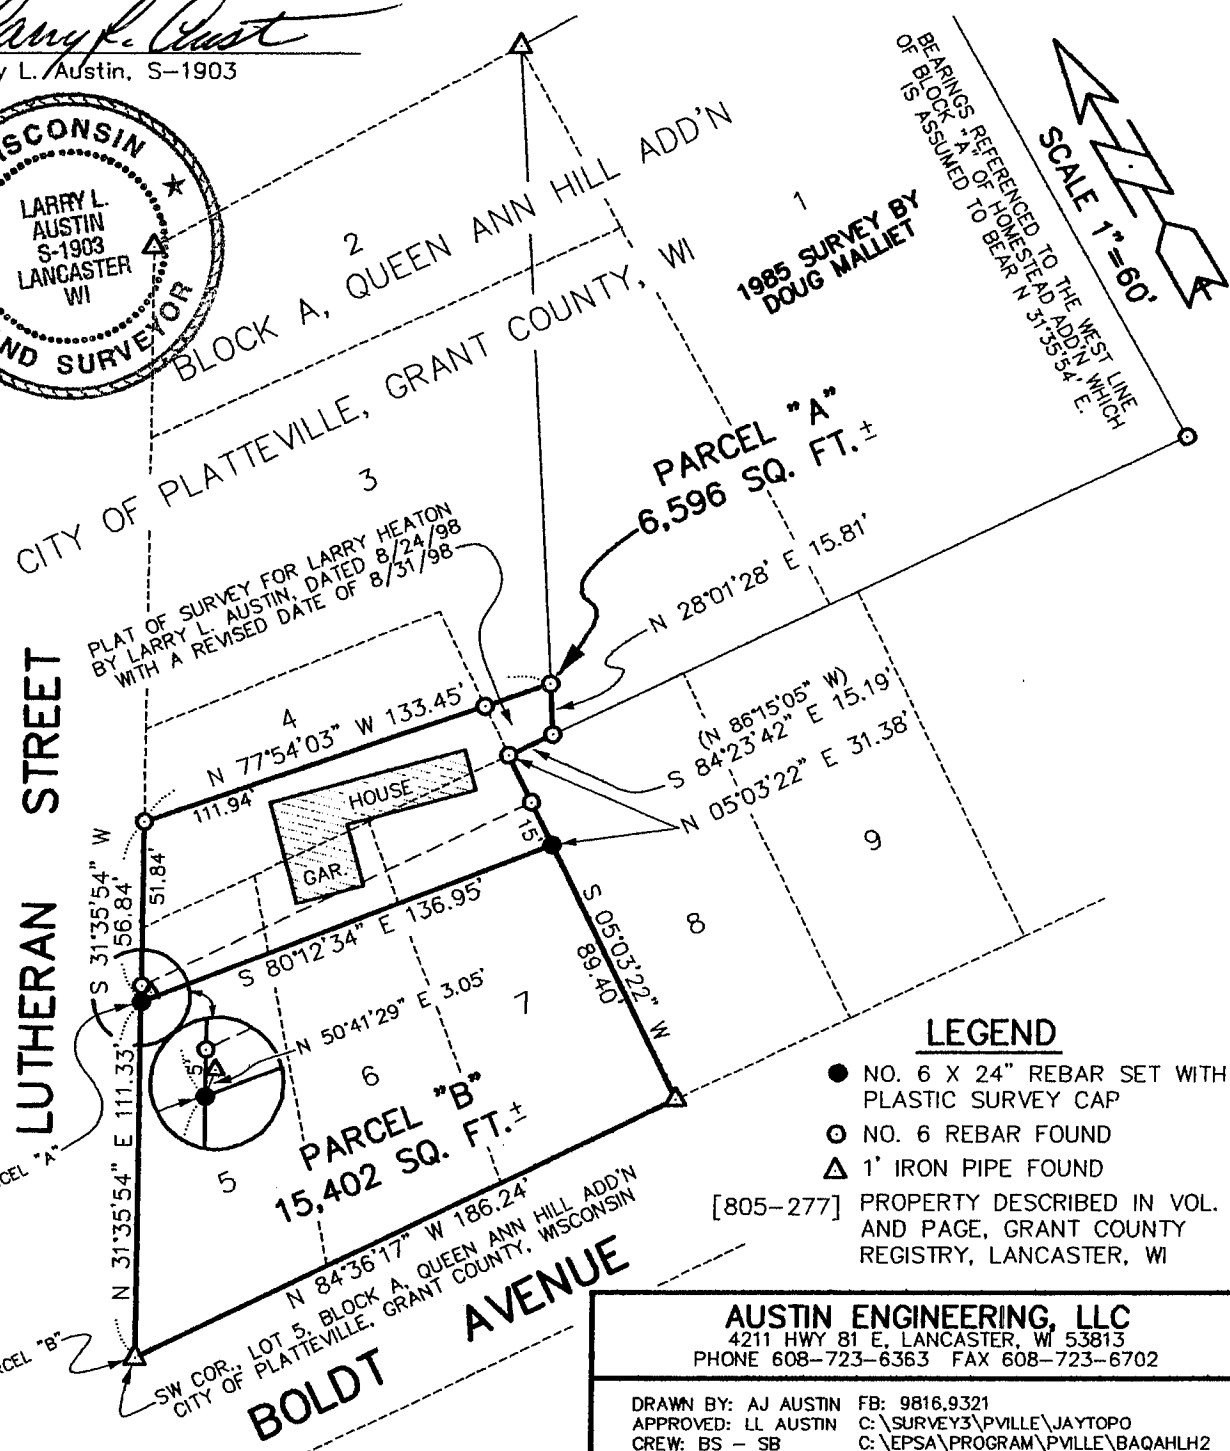 Larry L. Austin
y L. Austin, S-1903
SCONSIN
LARRY L.
AUSTIN
S-1903
LANCASTER
WI
ND SURVEYOR
BEARINGS REFERENCED TO THE WEST LINE
OF BLOCK "A" OF HOMESTEAD ADD'N WHICH
IS ASSUMED TO BEAR N 31°35'54" E.
SCALE 1"=60'
2
1
BLOCK A, QUEEN ANN HILL ADD'N
CITY OF PLATTEVILLE, GRANT COUNTY, WI
1985 SURVEY BY
DOUG MALLIET
3
PARCEL "A"
6,596 SQ. FT.±
PLAT OF SURVEY FOR LARRY HEATON
BY LARRY L. AUSTIN, DATED 8/24/98
WITH A REVISED DATE OF 8/31/98
N 28°01'28" E 15.81'
4
N 77°54'03" W 133.45'
111.94'
HOUSE
GAR.
(N 86°15'05" W)
S 84°23'42" E 15.19'
N 05°03'22" E 31.38'
15'
9
8
LUTHERAN STREET
S 31°35'54" W
56.84'
51.84'
S 80°12'34" E 136.95'
S 05°03'22" W
89.40'
N 50°41'29" E 3.05'
5'
7
6
5
PARCEL "B"
15,402 SQ. FT.±
N 31°35'54" E 111.33'
CEL "A"
RCEL "B"
N 84°36'17" W 186.24'
SW COR., LOT 5, BLOCK A, QUEEN ANN HILL ADD'N
CITY OF PLATTEVILLE, GRANT COUNTY, WISCONSIN
BOLDT AVENUE
LEGEND
NO. 6 X 24" REBAR SET WITH
PLASTIC SURVEY CAP
NO. 6 REBAR FOUND
1' IRON PIPE FOUND
[805-277] PROPERTY DESCRIBED IN VOL.
AND PAGE, GRANT COUNTY
REGISTRY, LANCASTER, WI
AUSTIN ENGINEERING, LLC
4211 HWY 81 E, LANCASTER, WI 53813
PHONE 608-723-6363 FAX 608-723-6702
DRAWN BY: AJ AUSTIN FB: 9816,9321
APPROVED: LL AUSTIN C:\SURVEY3\PVILLE\JAYTOPO
CREW: BS - SB C:\EPSA\PROGRAM\PVILLE\BAQAHLH2